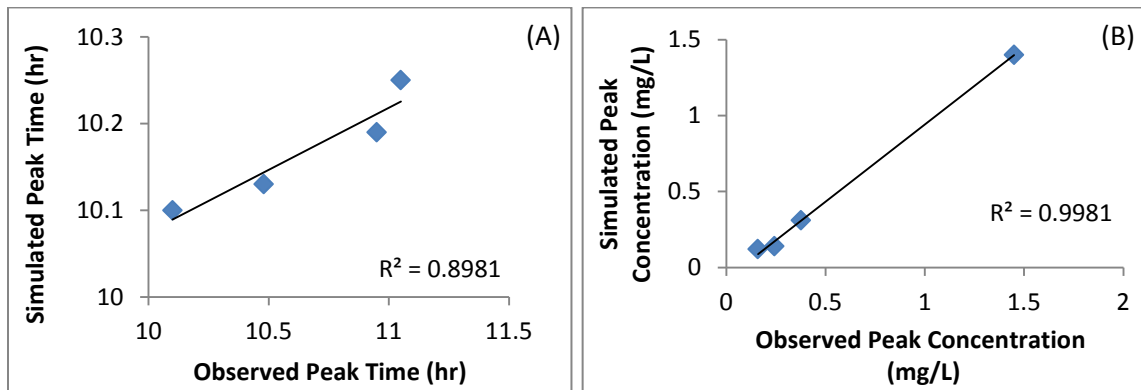 (A)
Simulated Peak Time (hr)
10.3
10.2
10.1
10
R² = 0.8981
10 10.5 11 11.5
Observed Peak Time (hr)
(B)
Simulated Peak
Concentration (mg/L)
1.5
1
0.5
0
R² = 0.9981
0 0.5 1 1.5 2
Observed Peak Concentration
(mg/L)